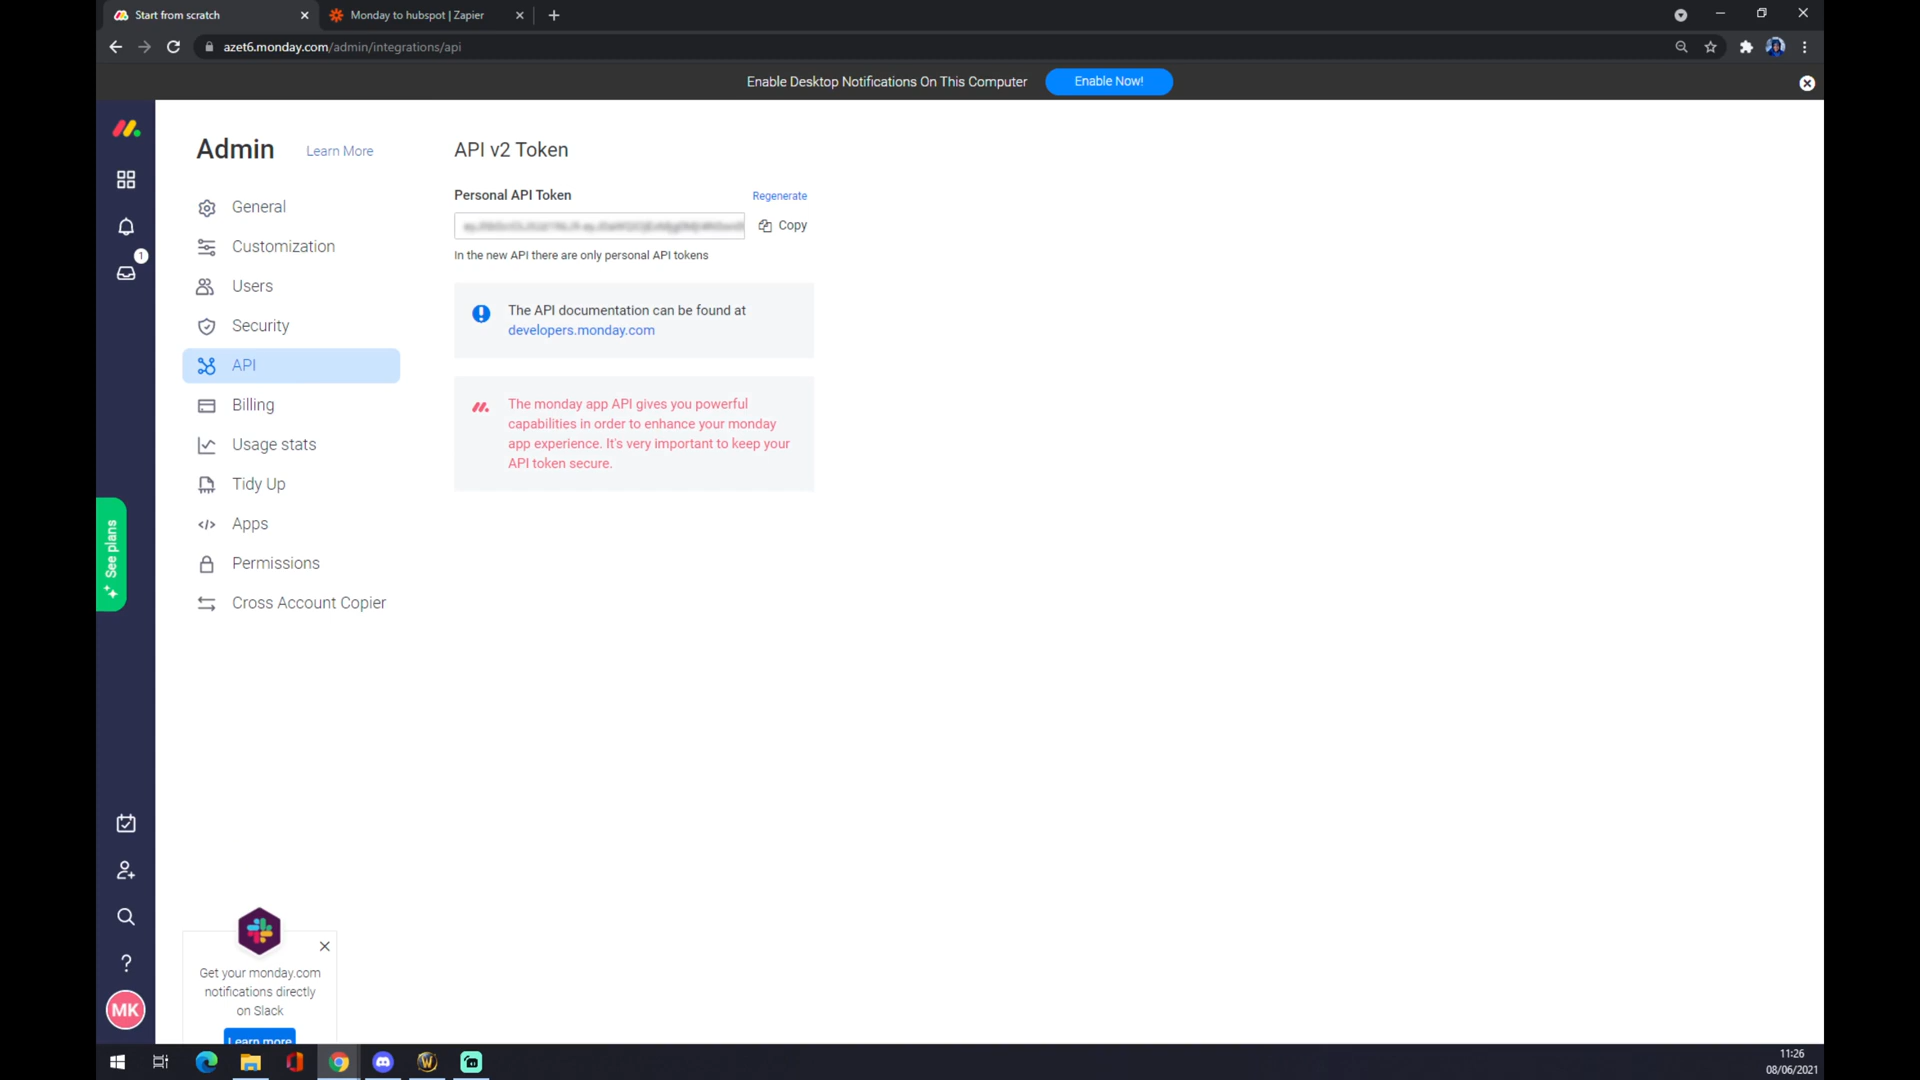 Start from scratch
Monday to hubspot | Zapier
azet6.monday.com/admin/integrations/api
Enable Desktop Notifications On This Computer
Enable Now!
Admin
Learn More
General
Customization
Users
Security
API
Billing
Usage stats
Tidy Up
Apps
Permissions
Cross Account Copier
API v2 Token
Personal API Token
Regenerate
Copy
In the new API there are only personal API tokens
The API documentation can be found at
developers.monday.com
The monday app API gives you powerful
capabilities in order to enhance your monday
app experience. It's very important to keep your
API token secure.
1
See plans
MK
Get your monday.com
notifications directly
on Slack
Learn more
11:26
08/06/2021